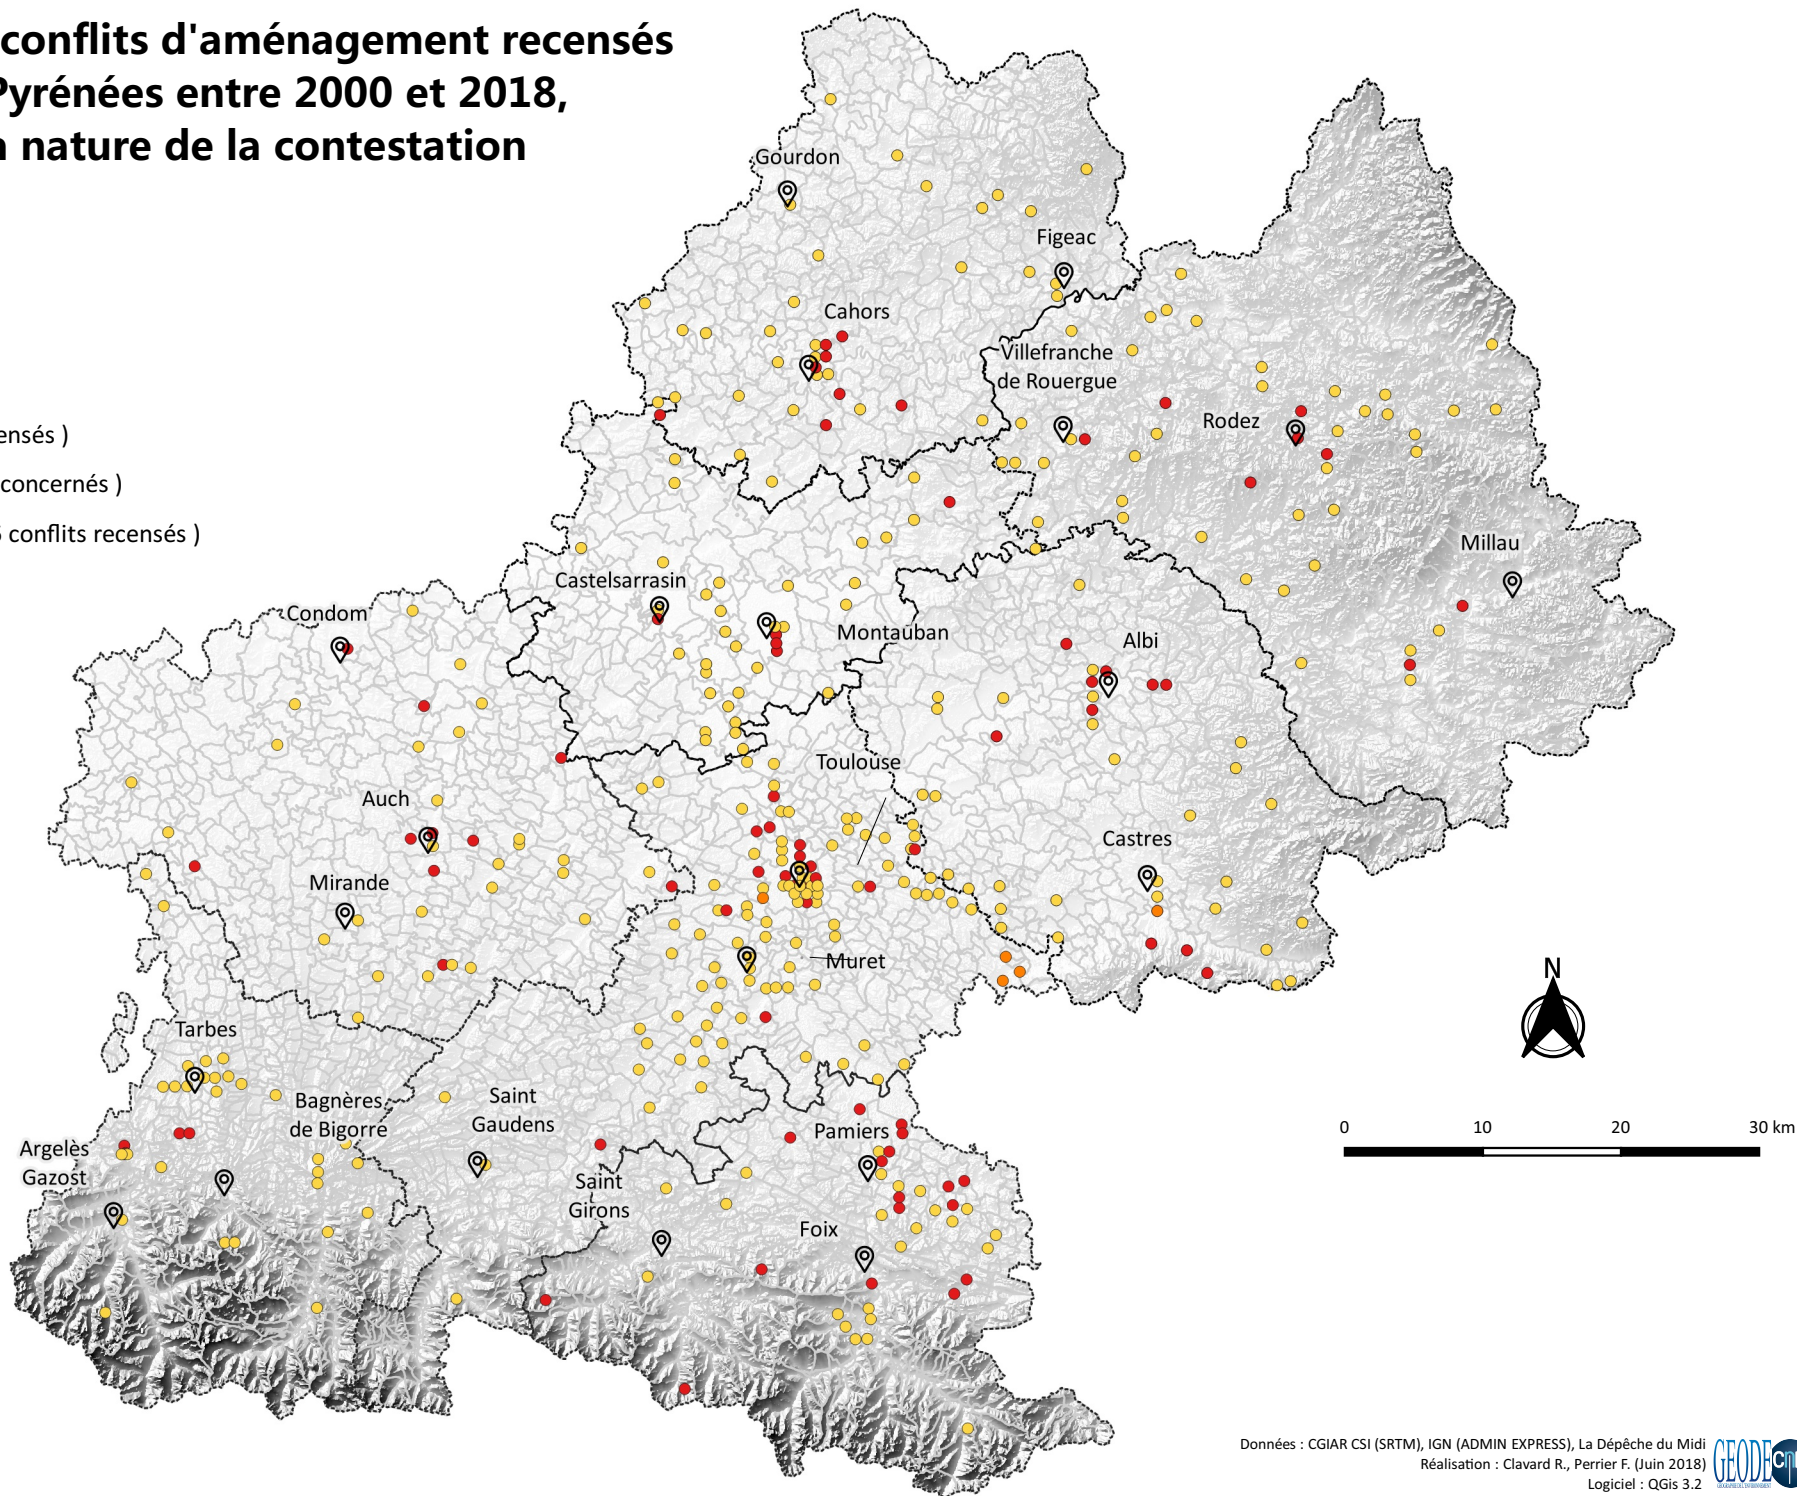 conflits d'aménagement recensés
Pyrénées entre 2000 et 2018,
nature de la contestation
ensés )
concernés )
conflits recensés )
Gourdon
Figeac
Cahors
Villefranche
de Rouergue
Rodez
Millau
Castelsarrasin
Condom
Montauban
Albi
Toulouse
Auch
Castres
Mirande
Muret
N
Tarbes
Bagnères
de Bigorre
Saint
Gaudens
Pamiers
0 10 20 30 km
Argelès
Gazost
Saint
Girons
Foix
Données : CGIAR CSI (SRTM), IGN (ADMIN EXPRESS), La Dépêche du Midi
Réalisation : Clavard R., Perrier F. (Juin 2018)
Logiciel : QGis 3.2
GEODE